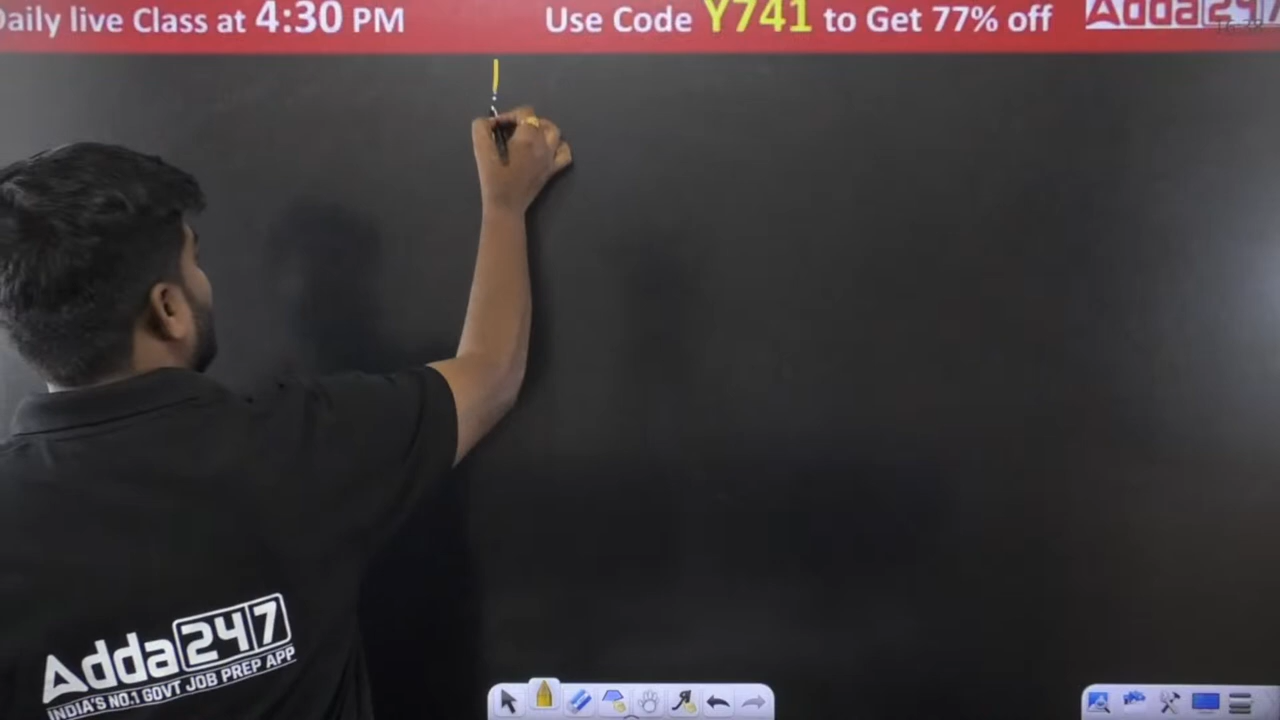 Daily live Class at 4:30 PM
Use Code Y741 to Get 77% off
Adda247
Adda247
INDIA'S NO.1 GOVT JOB PREP APP